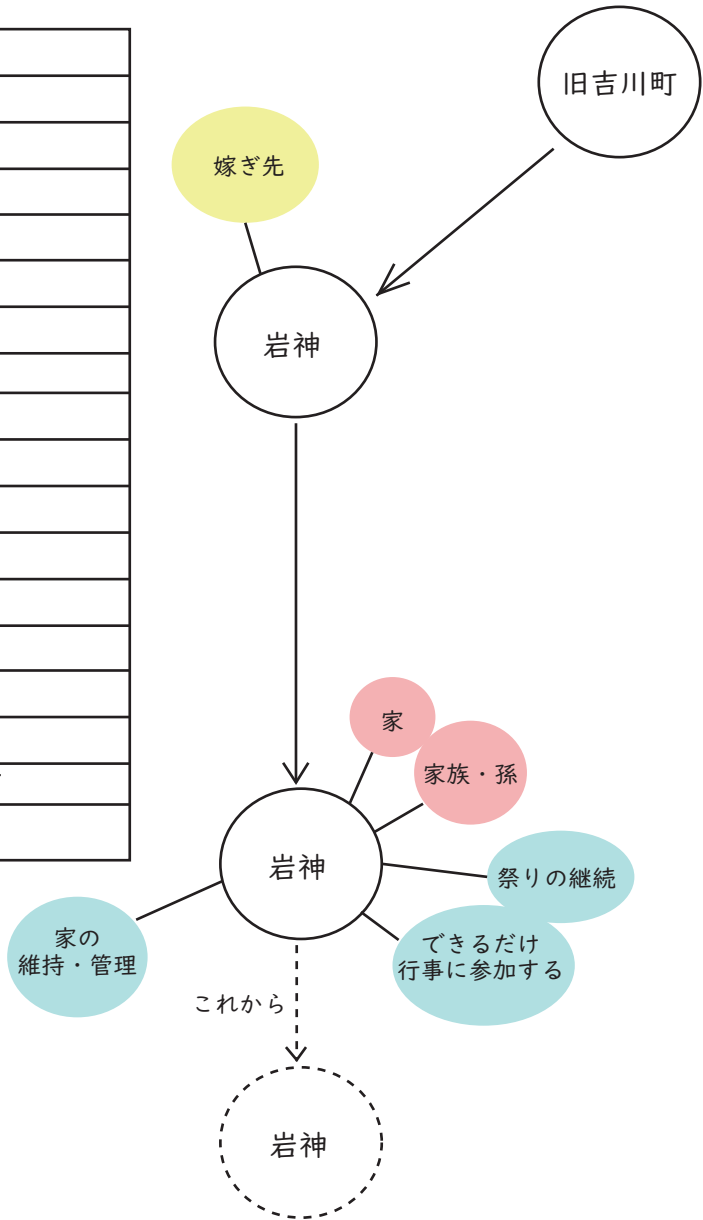 旧吉川町
嫁ぎ先
岩神
家
家族・孫
岩神
祭りの継続
家の
維持・管理
できるだけ
行事に参加する
これから
岩神